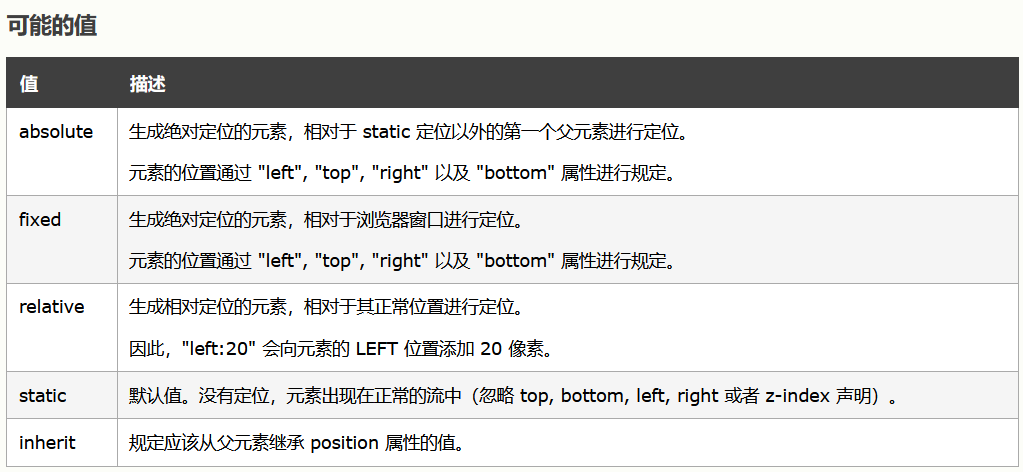 可能的值
值 描述
absolute 生成绝对定位的元素，相对于 static 定位以外的第一个父元素进行定位。
元素的位置通过 "left", "top", "right" 以及 "bottom" 属性进行规定。
fixed 生成绝对定位的元素，相对于浏览器窗口进行定位。
元素的位置通过 "left", "top", "right" 以及 "bottom" 属性进行规定。
relative 生成相对定位的元素，相对于其正常位置进行定位。
因此，"left:20" 会向元素的 LEFT 位置添加 20 像素。
static 默认值。没有定位，元素出现在正常的流中（忽略 top, bottom, left, right 或者 z-index 声明）。
inherit 规定应该从父元素继承 position 属性的值。